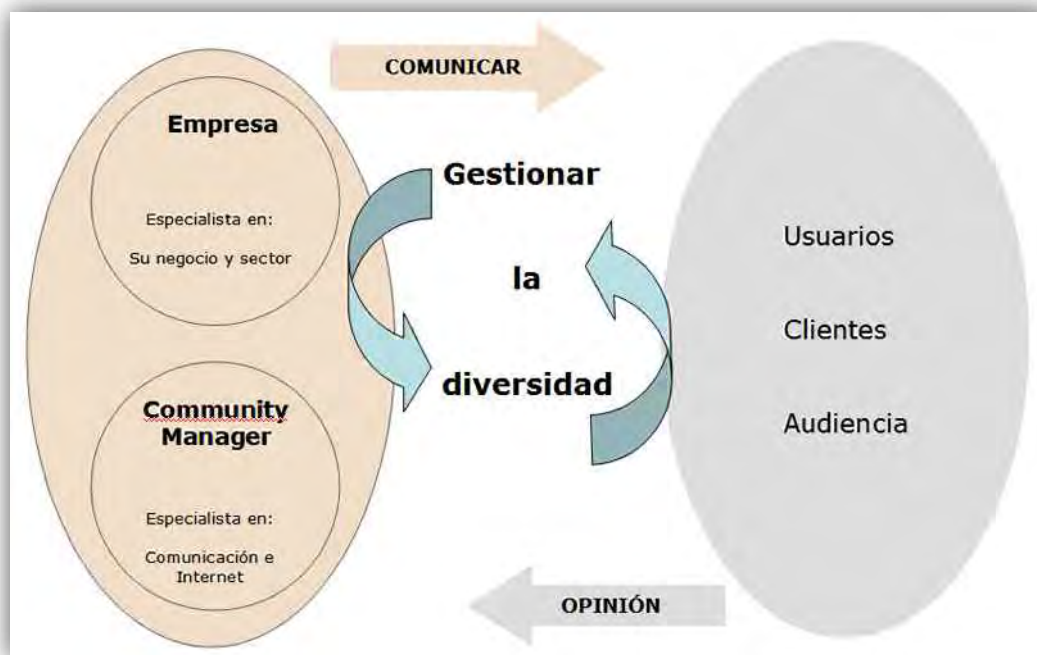 COMUNICAR
Empresa
Especialista en:
Su negocio y sector
Community
Manager
Especialista en:
Comunicación e
Internet
Gestionar
la
diversidad
Usuarios
Clientes
Audiencia
OPINIÓN